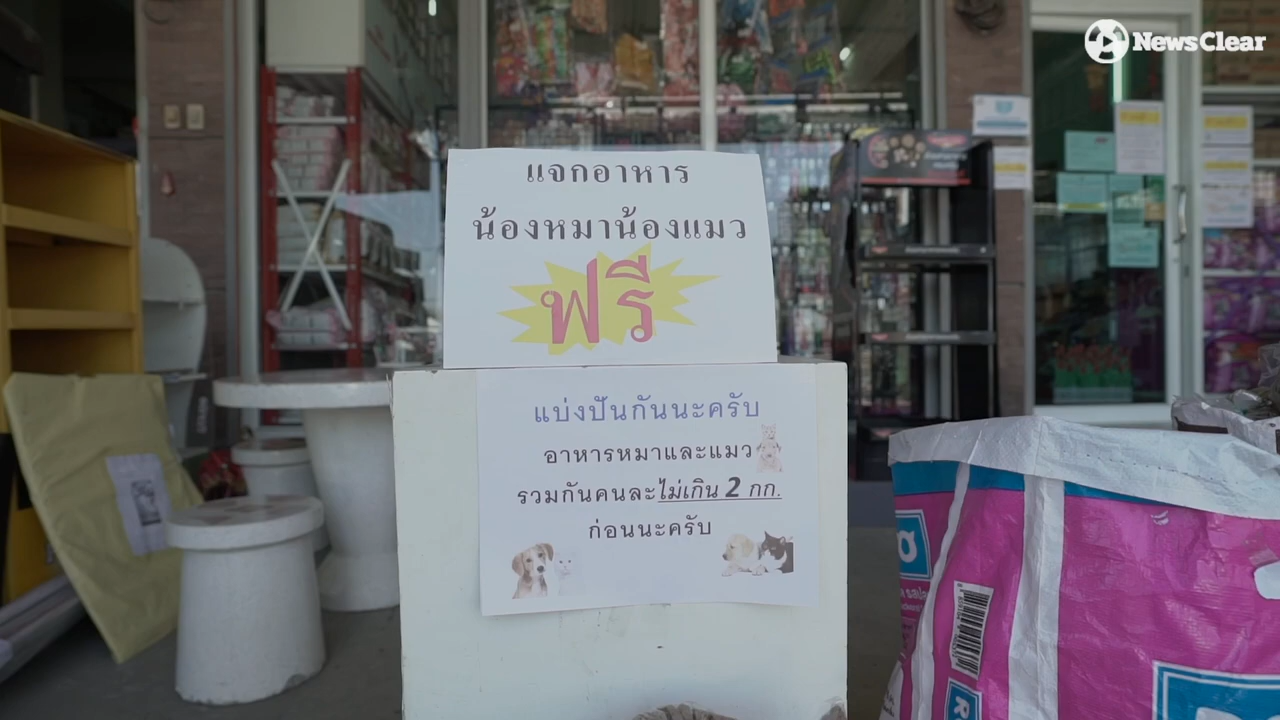 NewsClear
แจกอาหาร
น้องหมาน้องแมว
ฟรี
แบ่งปันกันนะครับ
อาหารหมาและแมว
รวมกันคนละไม่เกิน 2 กก.
ก่อนนะครับ